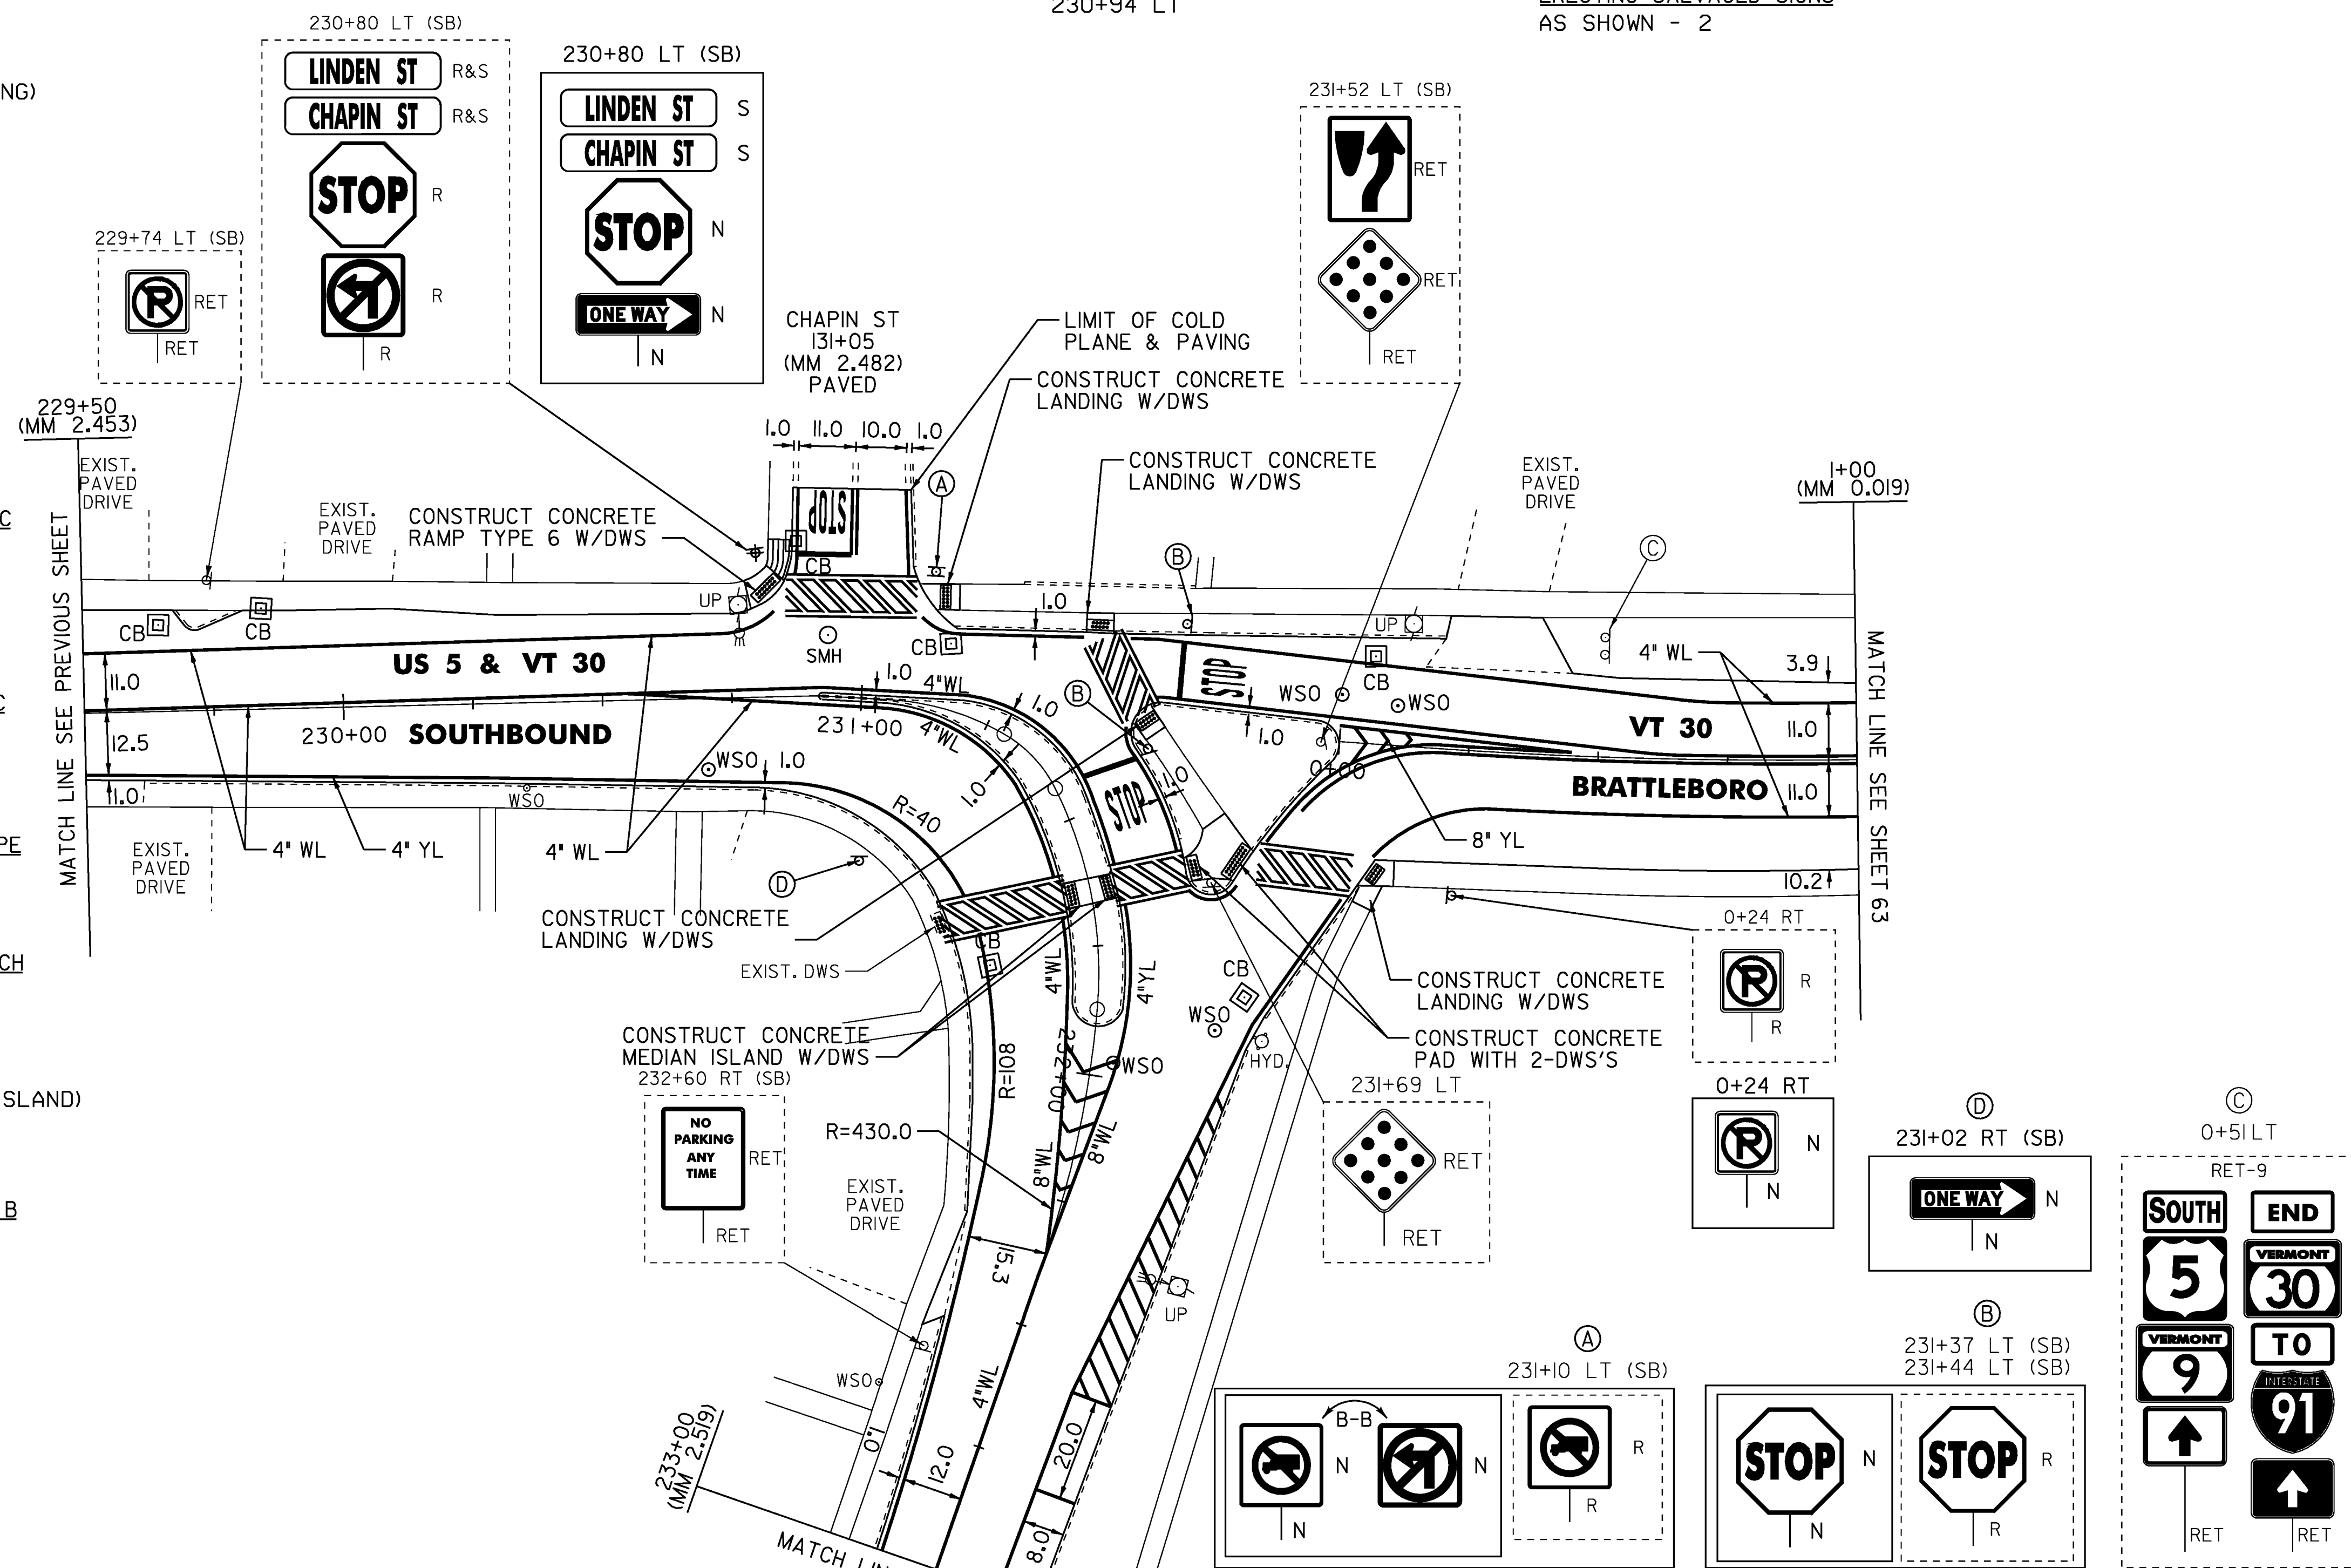 230+94 LT
ERECTING SALVAGED SIGNS
AS SHOWN - 2
NG)
C
C
PE
CH
SLAND)
B
230+80 LT (SB)
LINDEN ST R&S
CHAPIN ST R&S
STOP R
R
R
230+80 LT (SB)
LINDEN ST S
CHAPIN ST S
STOP N
ONE WAY N
N
229+74 LT (SB)
P RET
RET
231+52 LT (SB)
RET
RET
RET
CHAPIN ST
131+05
(MM 2.482)
PAVED
LIMIT OF COLD
PLANE & PAVING
CONSTRUCT CONCRETE
LANDING W/DWS
1.0 11.0 10.0 1.0
229+50
(MM 2.453)
EXIST.
PAVED
DRIVE
EXIST.
PAVED
DRIVE
CONSTRUCT CONCRETE
RAMP TYPE 6 W/DWS
STOP
CB
A
CONSTRUCT CONCRETE
LANDING W/DWS
B
EXIST.
PAVED
DRIVE
C
1+00
(MM 0.019)
MATCH LINE SEE PREVIOUS SHEET
CB
CB
UP
SMH
CB
1.0
UP
4" WL
3.9
MATCH LINE SEE SHEET 63
US 5 & VT 30
11.0
1.0
4"WL
1.0
B
STOP
WSO
CB
WSO
VT 30
11.0
230+00
SOUTHBOUND
231+00
4"WL
1.0
0+00
12.5
WSO
1.0
1.0
1.0
WSO
R=40
1.0
STOP
BRATTLEBORO
11.0
EXIST.
PAVED
DRIVE
4" WL
4" YL
4" WL
8" YL
D
10.2
CONSTRUCT CONCRETE
LANDING W/DWS
CB
EXIST. DWS
4"WL
4"YL
CB
WSO
HYD.
CONSTRUCT CONCRETE
LANDING W/DWS
CONSTRUCT CONCRETE
PAD WITH 2-DWS'S
0+24 RT
P R
R
CONSTRUCT CONCRETE
MEDIAN ISLAND W/DWS
R=108
232+00
WSO
232+60 RT (SB)
NO
PARKING
ANY
TIME
RET
RET
R=430.0
8"WL
8"WL
EXIST.
PAVED
DRIVE
15.3
231+69 LT
RET
RET
0+24 RT
P N
N
D
231+02 RT (SB)
ONE WAY N
N
C
0+51 LT
RET-9
SOUTH END
5
VERMONT
30
VERMONT
9
TO
INTERSTATE
91
RET RET
UP
WSO
4"WL
233+00
(MM 2.519)
1.0
12.0
20.0
8.0
MATCH LIN
A
231+10 LT (SB)
B-B
N N
N
R
R
B
231+37 LT (SB)
231+44 LT (SB)
STOP N
N
STOP R
R